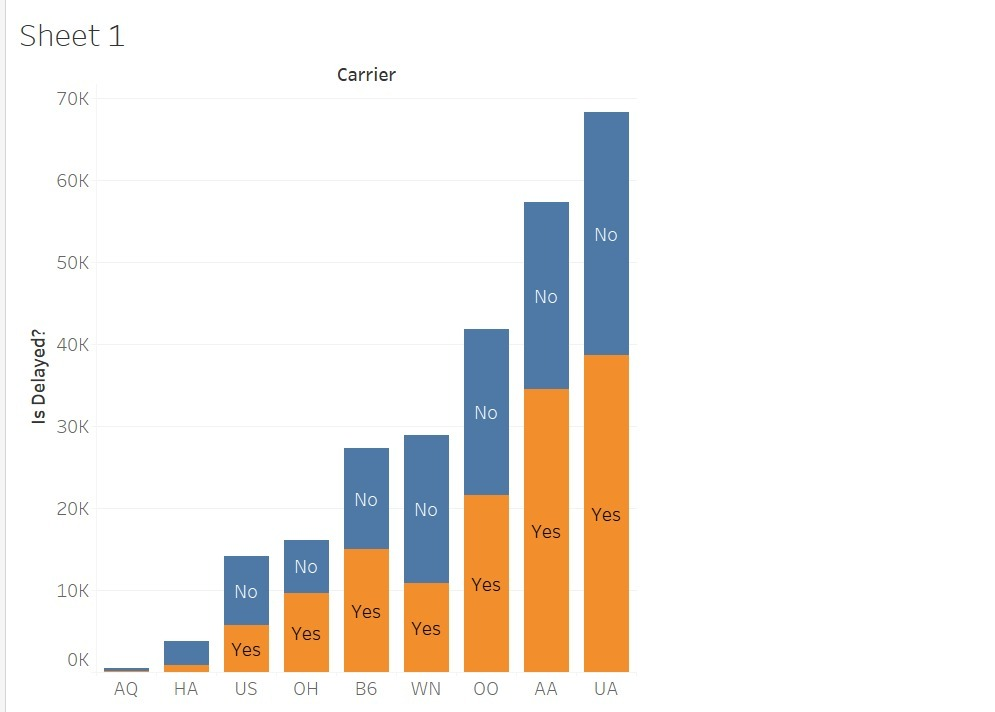 Sheet 1
Carrier
70K
60K
50K
40K
30K
20K
10K
0K
Is Delayed?
No
No
No
No
No
No
No
Yes
Yes
Yes
Yes
Yes
Yes
Yes
AQ HA US OH B6 WN OO AA UA